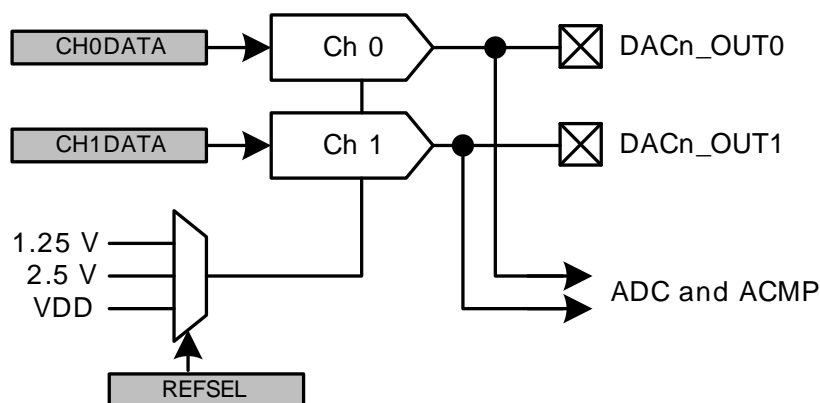 CH0DATA
Ch 0
DACn_OUT0
CH1DATA
Ch 1
DACn_OUT1
1.25 V
2.5 V
VDD
ADC and ACMP
REFSEL